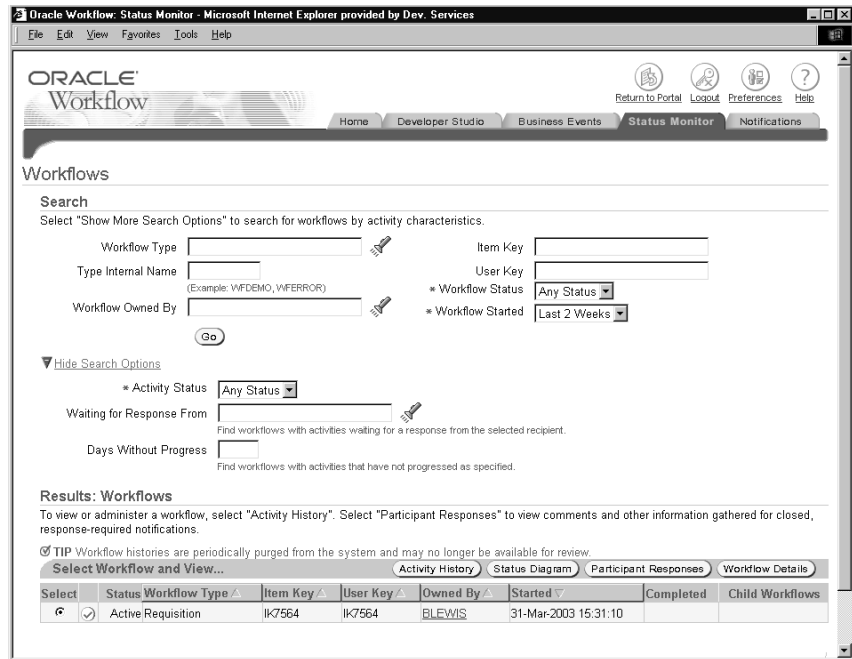 Oracle Workflow: Status Monitor - Microsoft Internet Explorer provided by Dev. Services
File Edit View Favorites Tools Help
ORACLE'
Workflow
Return to Portal Logout Preferences Help
Home Developer Studio Business Events Status Monitor Notifications
Workflows
Search
Select "Show More Search Options" to search for workflows by activity characteristics.
Workflow Type Item Key
Type Internal Name User Key
(Example: WFDEMO, WFERROR) * Workflow Status Any Status
Workflow Owned By * Workflow Started Last 2 Weeks
Go
Hide Search Options
* Activity Status Any Status
Waiting for Response From
Find workflows with activities waiting for a response from the selected recipient.
Days Without Progress
Find workflows with activities that have not progressed as specified.
Results: Workflows
To view or administer a workflow, select "Activity History". Select "Participant Responses" to view comments and other information gathered for closed,
response-required notifications.
TIP Workflow histories are periodically purged from the system and may no longer be available for review.
Select Workflow and View... Activity History Status Diagram Participant Responses Workflow Details
Select Status Workflow Type Item Key User Key Owned By Started Completed Child Workflows
Active Requisition IK7564 IK7564 BLEWIS 31-Mar-2003 15:31:10